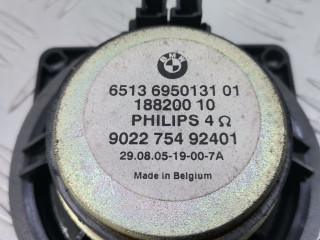 BMW
6513 6950131 01
188200 10
PHILIPS 4 Ω
9022 754 92401
29.08.05-19-00-7A
Made in Belgium